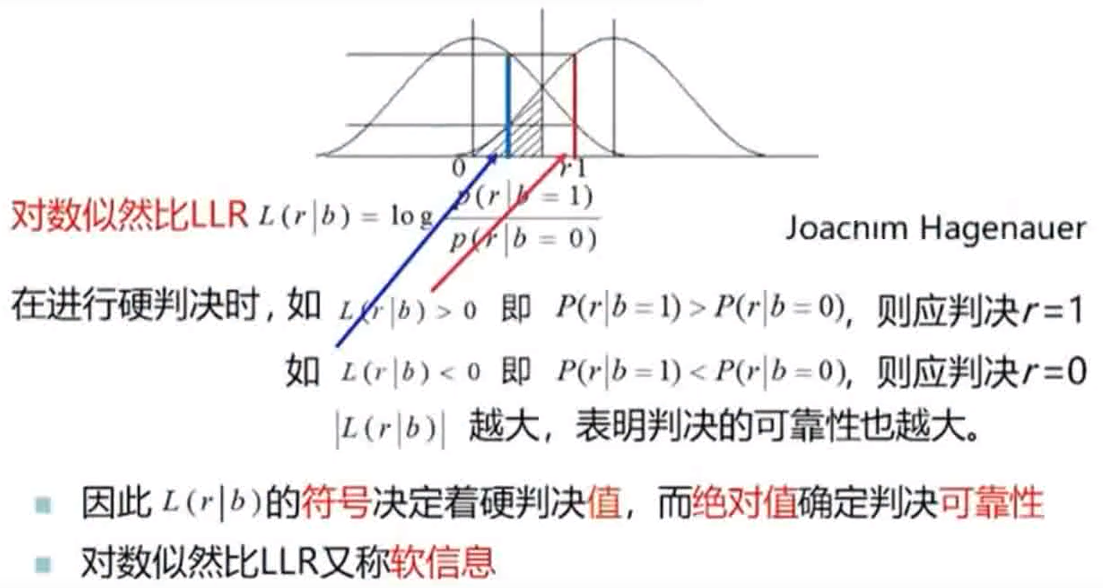 0 r 1
对数似然比LLR L(r|b) = log p(r|b = 1) / p(r|b = 0)
Joachim Hagenauer
在进行硬判决时,如 L(r|b) > 0 即 P(r|b = 1) > P(r|b = 0), 则应判决r=1
如 L(r|b) < 0 即 P(r|b = 1) < P(r|b = 0), 则应判决r=0
|L(r|b)| 越大，表明判决的可靠性也越大。
因此 L(r|b)的符号决定着硬判决值，而绝对值确定判决可靠性
对数似然比LLR又称软信息